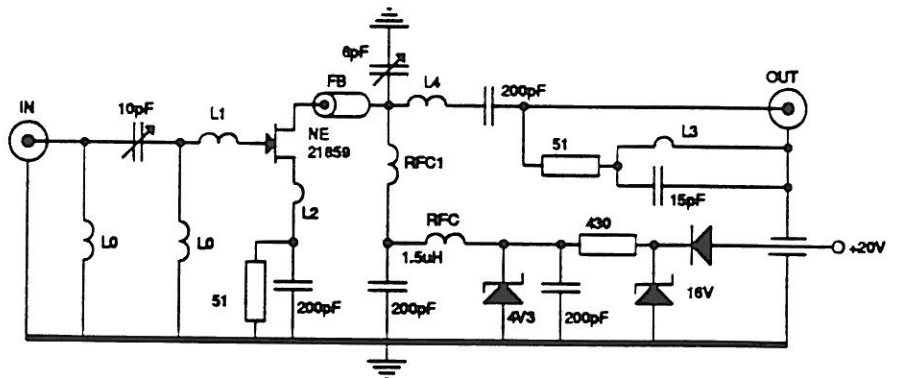 6pF
FB
L4
200pF
OUT
IN
10pF
L1
NE
21659
L3
51
15pF
RFC1
L2
RFC
430
L0
L0
1.5uH
+20V
51
200pF
200pF
4V3
200pF
16V